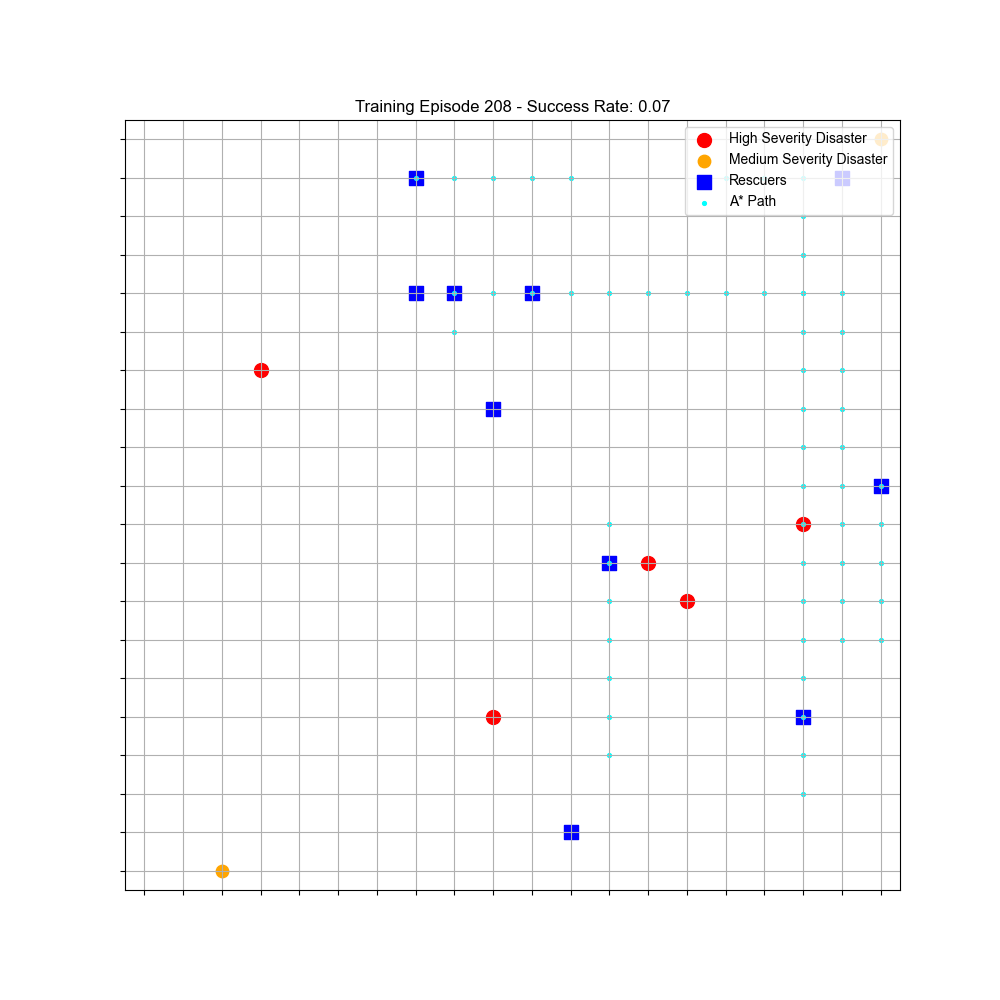 Training Episode 208 - Success Rate: 0.07
High Severity Disaster
Medium Severity Disaster
Rescuers
A* Path